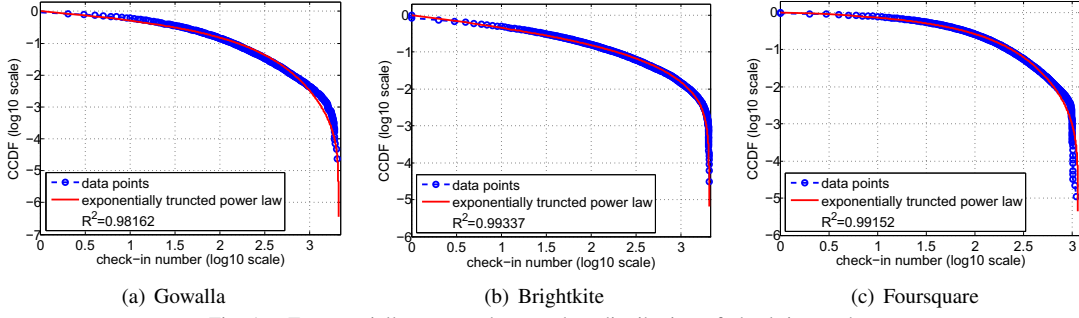 0
−1
−2
−3
−4
−5
−6
−7
CCDF (log10 scale)
data points
exponentially truncted power law
R²=0.98162
0 0.5 1 1.5 2 2.5 3
check−in number (log10 scale)
(a) Gowalla
0
−1
−2
−3
−4
−5
−6
CCDF (log10 scale)
data points
exponentially truncted power law
R²=0.99337
0 0.5 1 1.5 2 2.5 3
check−in number (log10 scale)
(b) Brightkite
0
−1
−2
−3
−4
−5
−6
CCDF (log10 scale)
data points
exponentially truncted power law
R²=0.99152
0 0.5 1 1.5 2 2.5 3
check−in number (log10 scale)
(c) Foursquare